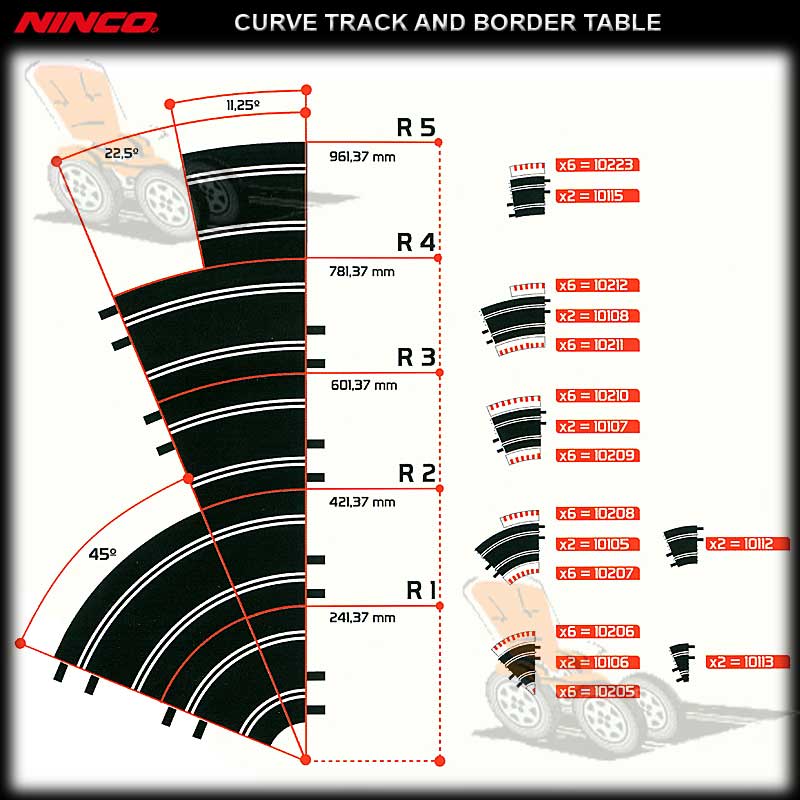 NINCO
CURVE TRACK AND BORDER TABLE
11,25º
22,5º
R 5
961,37 mm
x6 = 10223
x2 = 10115
R 4
781,37 mm
x6 = 10212
x2 = 10108
x6 = 10211
R 3
601,37 mm
x6 = 10210
x2 = 10107
x6 = 10209
R 2
421,37 mm
x6 = 10208
x2 = 10105
x2 = 10112
x6 = 10207
45º
R 1
241,37 mm
x6 = 10206
x2 = 10106
x2 = 10113
x6 = 10205